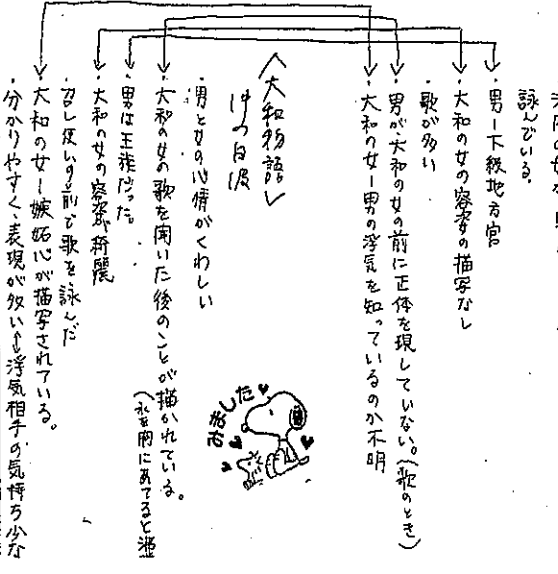 詠んでいる。
・男ー下級地方官
・大和の女の容姿の描写なし
・歌が多い
・男が大和の女の前に正体を現していない。(歌のとき)
・大和の女ー男の浮気を知っているのか不明
〈大和物語〉
沖つ白波
・男と女の心情がくわしい
・大和の女の歌を聞いた後のことが描かれている。
(水を胸にあてると
・男は王族だった。
・大和の女の容姿が綺麗
・召し使いの前で歌を詠んだ
・大和の女ー嫉妬心が描写されている。
・分かりやすく、表現が多い↔浮気相手の気持ち少な
みました